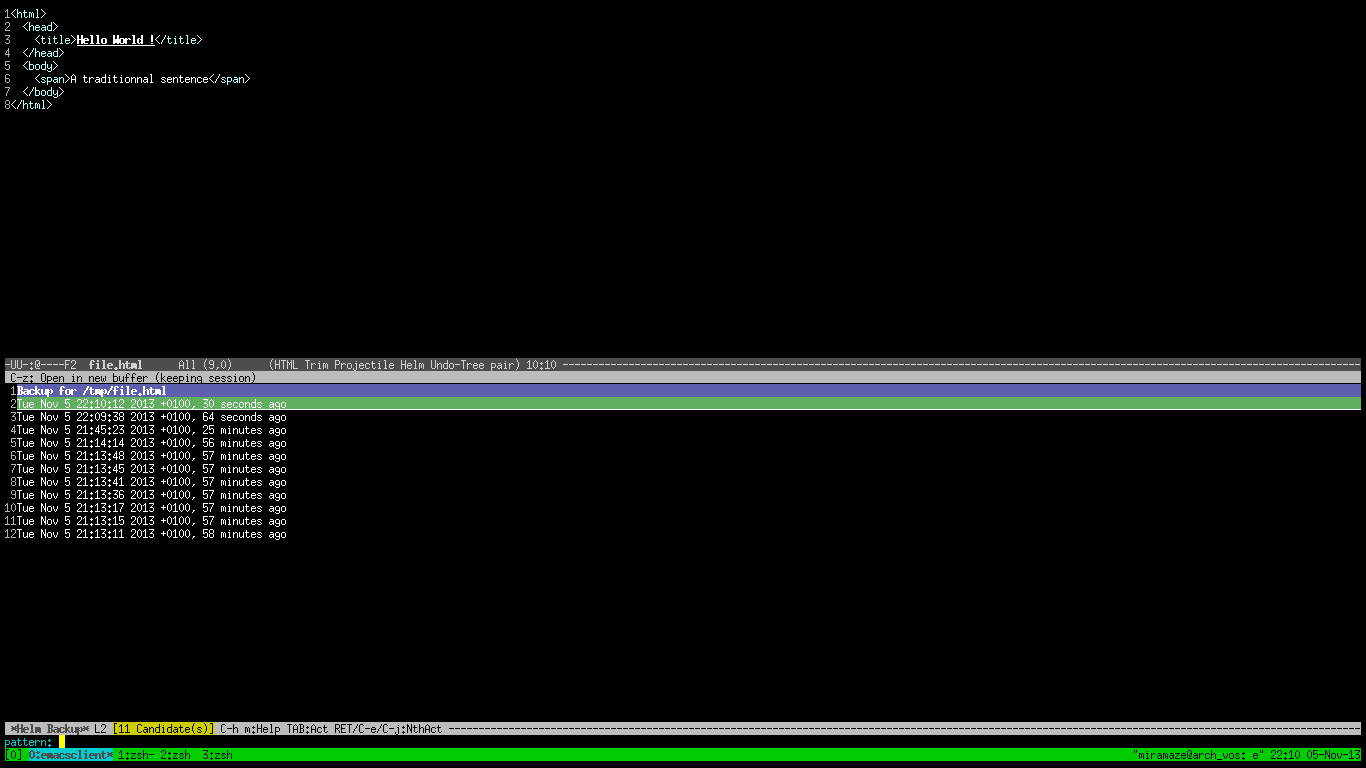 1<html>
2  <head>
3    <title>Hello World !</title>
4  </head>
5  <body>
6    <span>A traditionnal sentence</span>
7  </body>
8</html>
-UU-:@----F2  file.html      All (9,0)      (HTML Trim Projectile Helm Undo-Tree pair) 10:10 ----------------------------------------------------------------
C-z: Open in new buffer (keeping session)
1Backup for /tmp/file.html
2Tue Nov 5 22:10:12 2013 +0100, 30 seconds ago
3Tue Nov 5 22:09:38 2013 +0100, 64 seconds ago
4Tue Nov 5 21:45:23 2013 +0100, 25 minutes ago
5Tue Nov 5 21:14:14 2013 +0100, 56 minutes ago
6Tue Nov 5 21:13:48 2013 +0100, 57 minutes ago
7Tue Nov 5 21:13:45 2013 +0100, 57 minutes ago
8Tue Nov 5 21:13:41 2013 +0100, 57 minutes ago
9Tue Nov 5 21:13:36 2013 +0100, 57 minutes ago
10Tue Nov 5 21:13:17 2013 +0100, 57 minutes ago
11Tue Nov 5 21:13:15 2013 +0100, 57 minutes ago
12Tue Nov 5 21:13:11 2013 +0100, 58 minutes ago
*Helm Backup* L2 [11 Candidate(s)] C-h m:Help TAB:Act RET/C-e/C-j:NthAct ----------------------------------------------------------------
pattern:
[0] 0:emacsclient* 1:zsh- 2:zsh  3:zsh "miramaze@arch_vos: e" 22:10 05-Nov-13